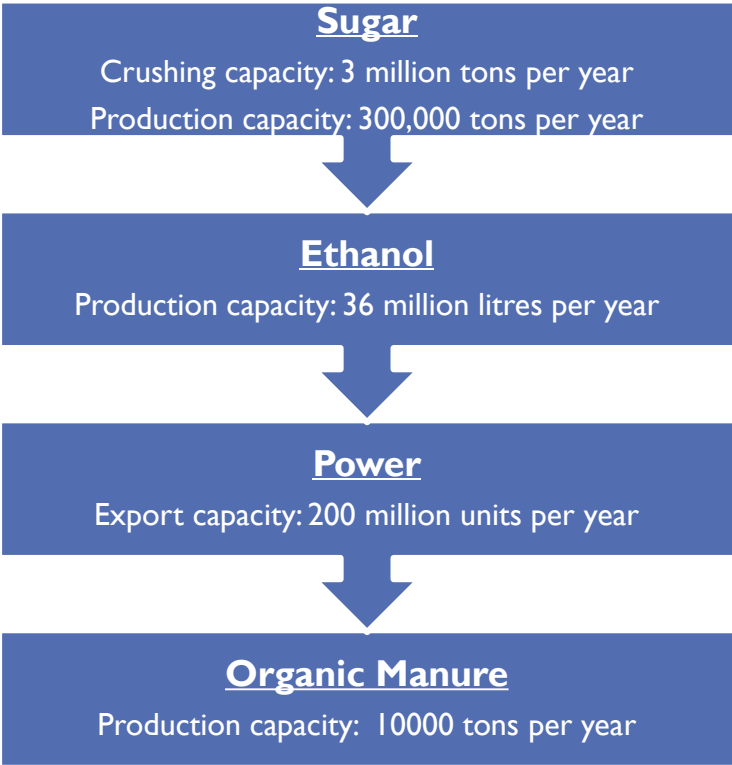 Sugar
Crushing capacity: 3 million tons per year
Production capacity: 300,000 tons per year
Ethanol
Production capacity: 36 million litres per year
Power
Export capacity: 200 million units per year
Organic Manure
Production capacity: 10000 tons per year